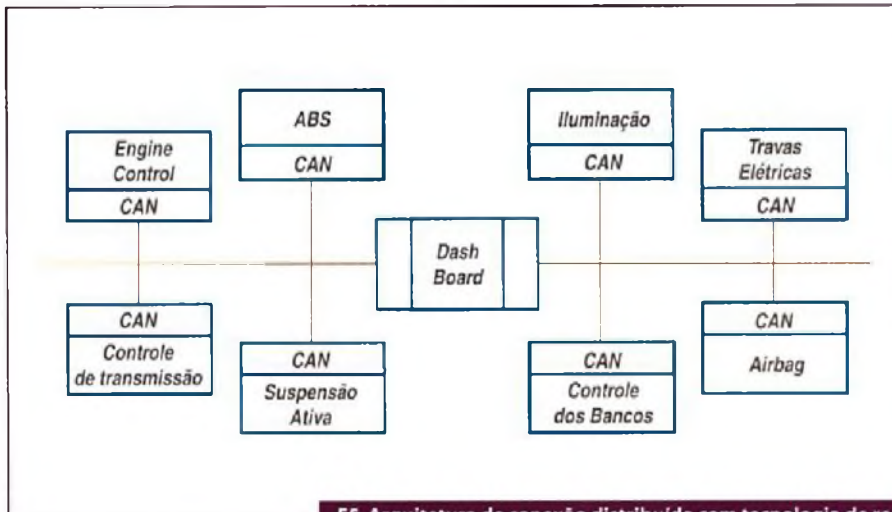 ABS
CAN
Iluminação
CAN
Engine
Control
CAN
Travas
Elétricas
CAN
Dash
Board
CAN
Controle
de transmissão
CAN
Suspensão
Ativa
CAN
Controle
dos Bancos
CAN
Airbag